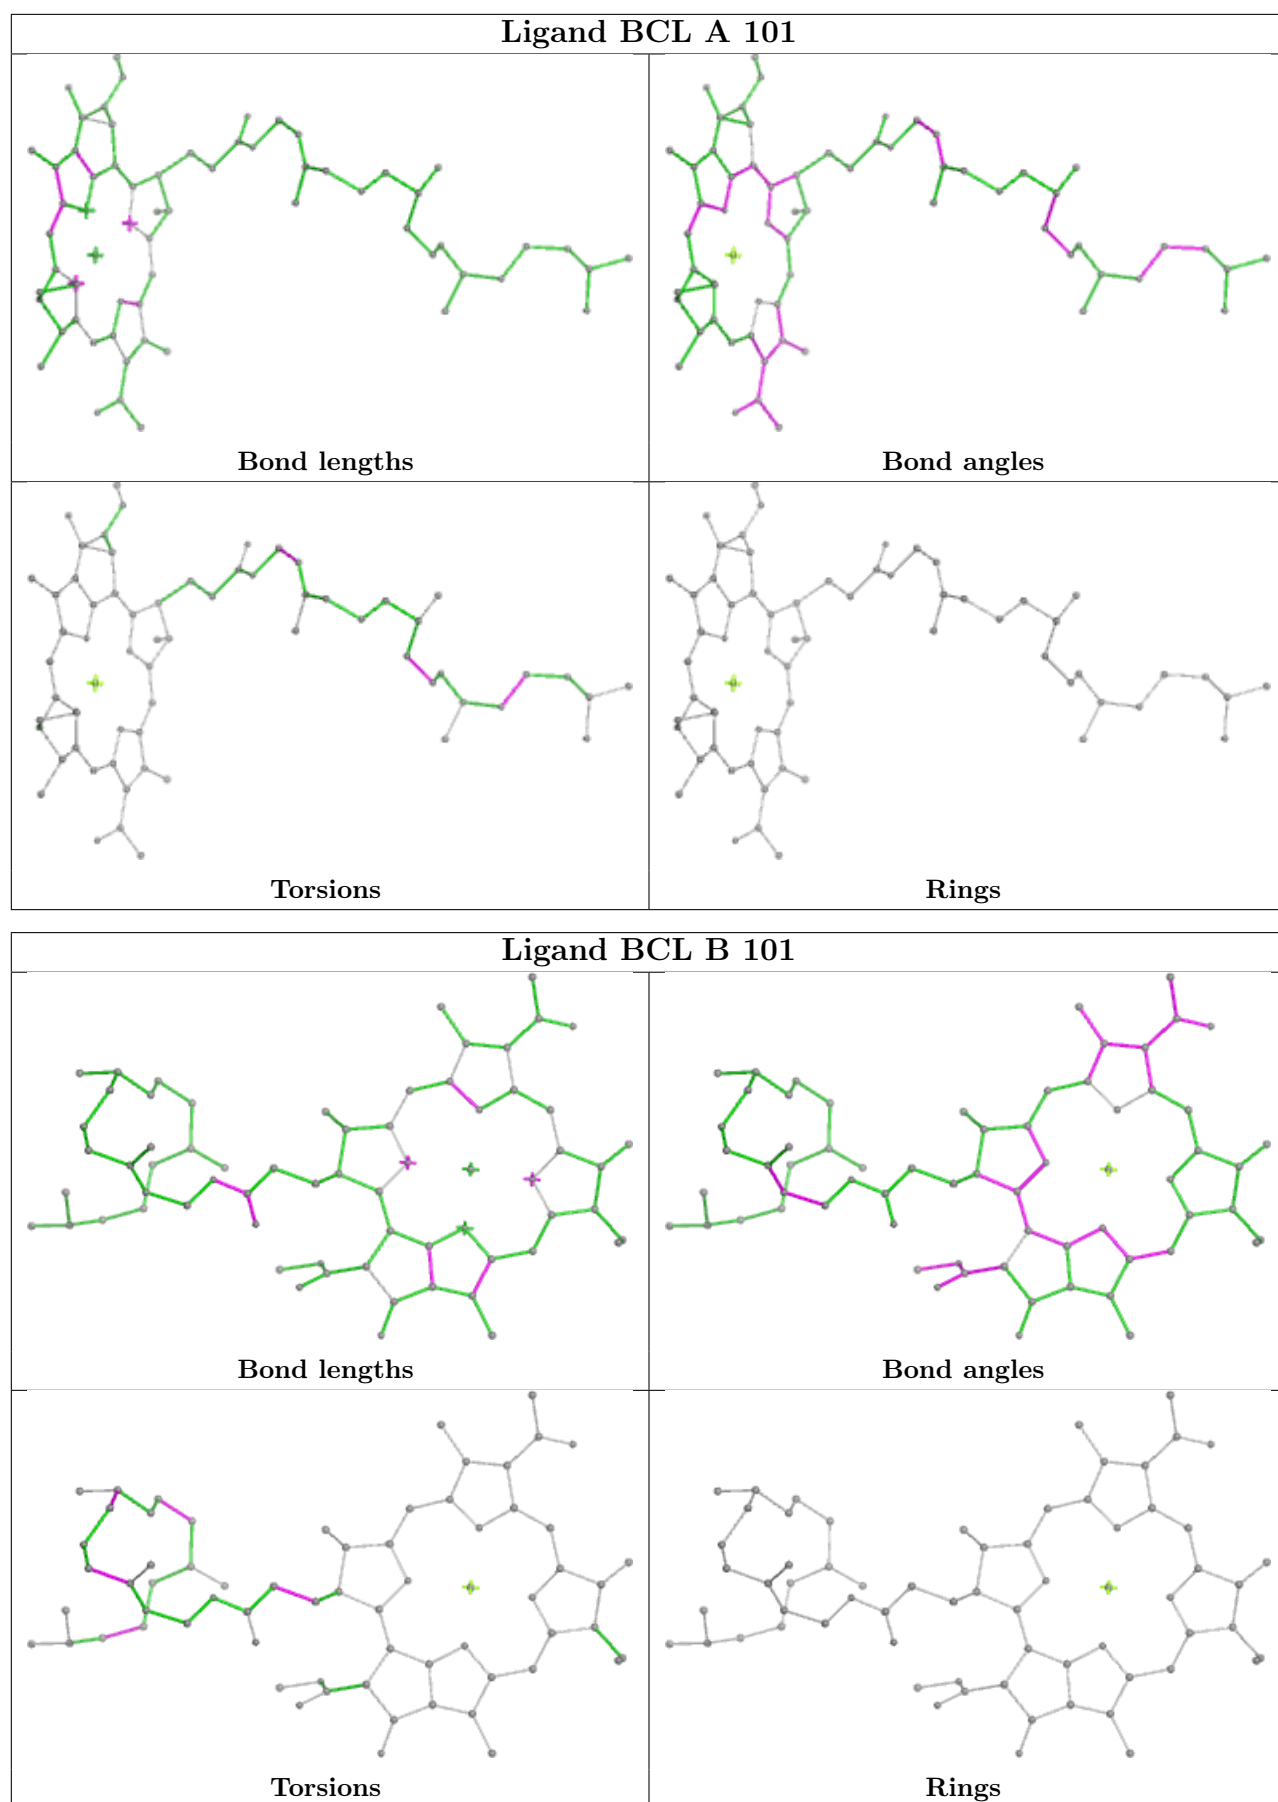 Ligand BCL A 101
Bond lengths
Bond angles
Torsions
Rings
Ligand BCL B 101
Bond lengths
Bond angles
Torsions
Rings